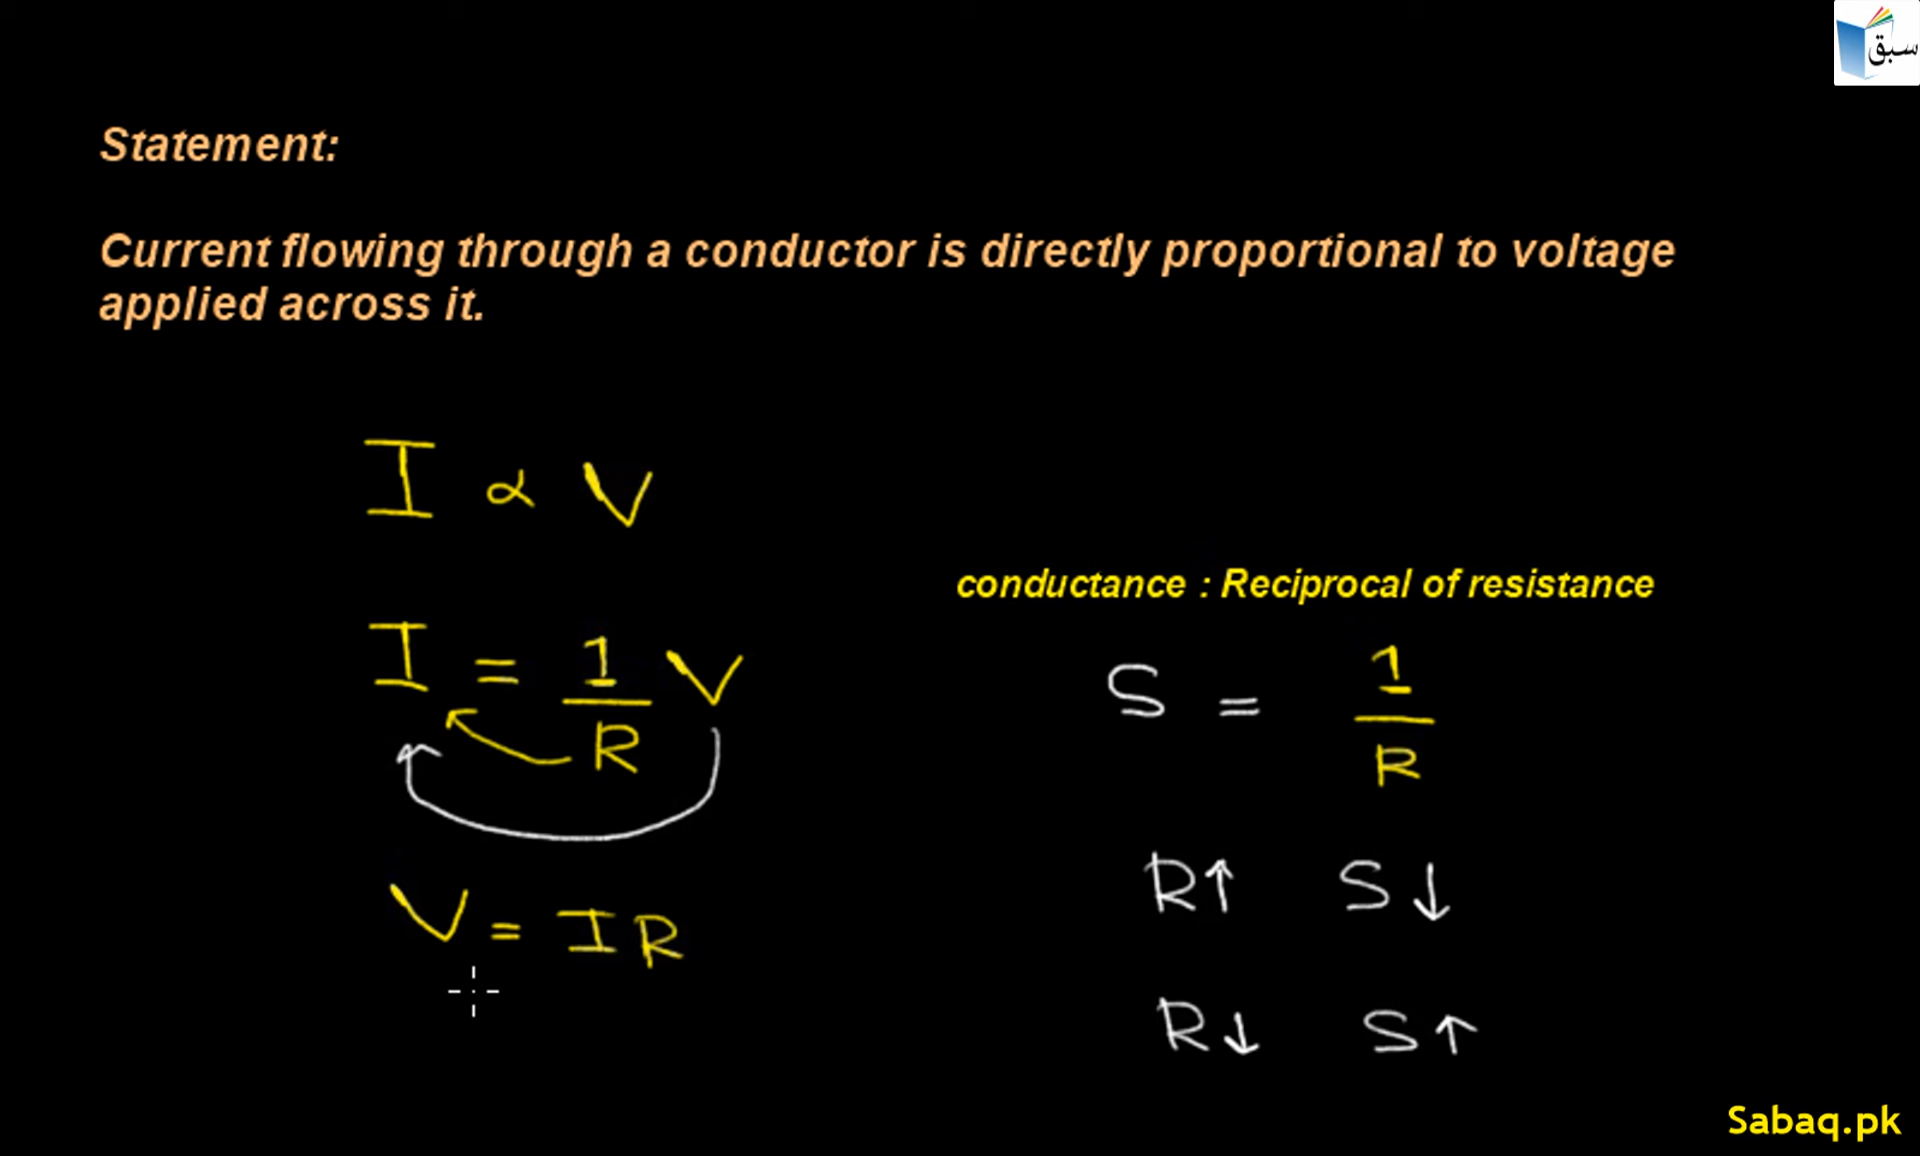 سبق
Statement:
Current flowing through a conductor is directly proportional to voltage
applied across it.
I ∝ V
I = 1/R V
V = IR
conductance : Reciprocal of resistance
S = 1/R
R↑ S↓
R↓ S↑
Sabaq.pk